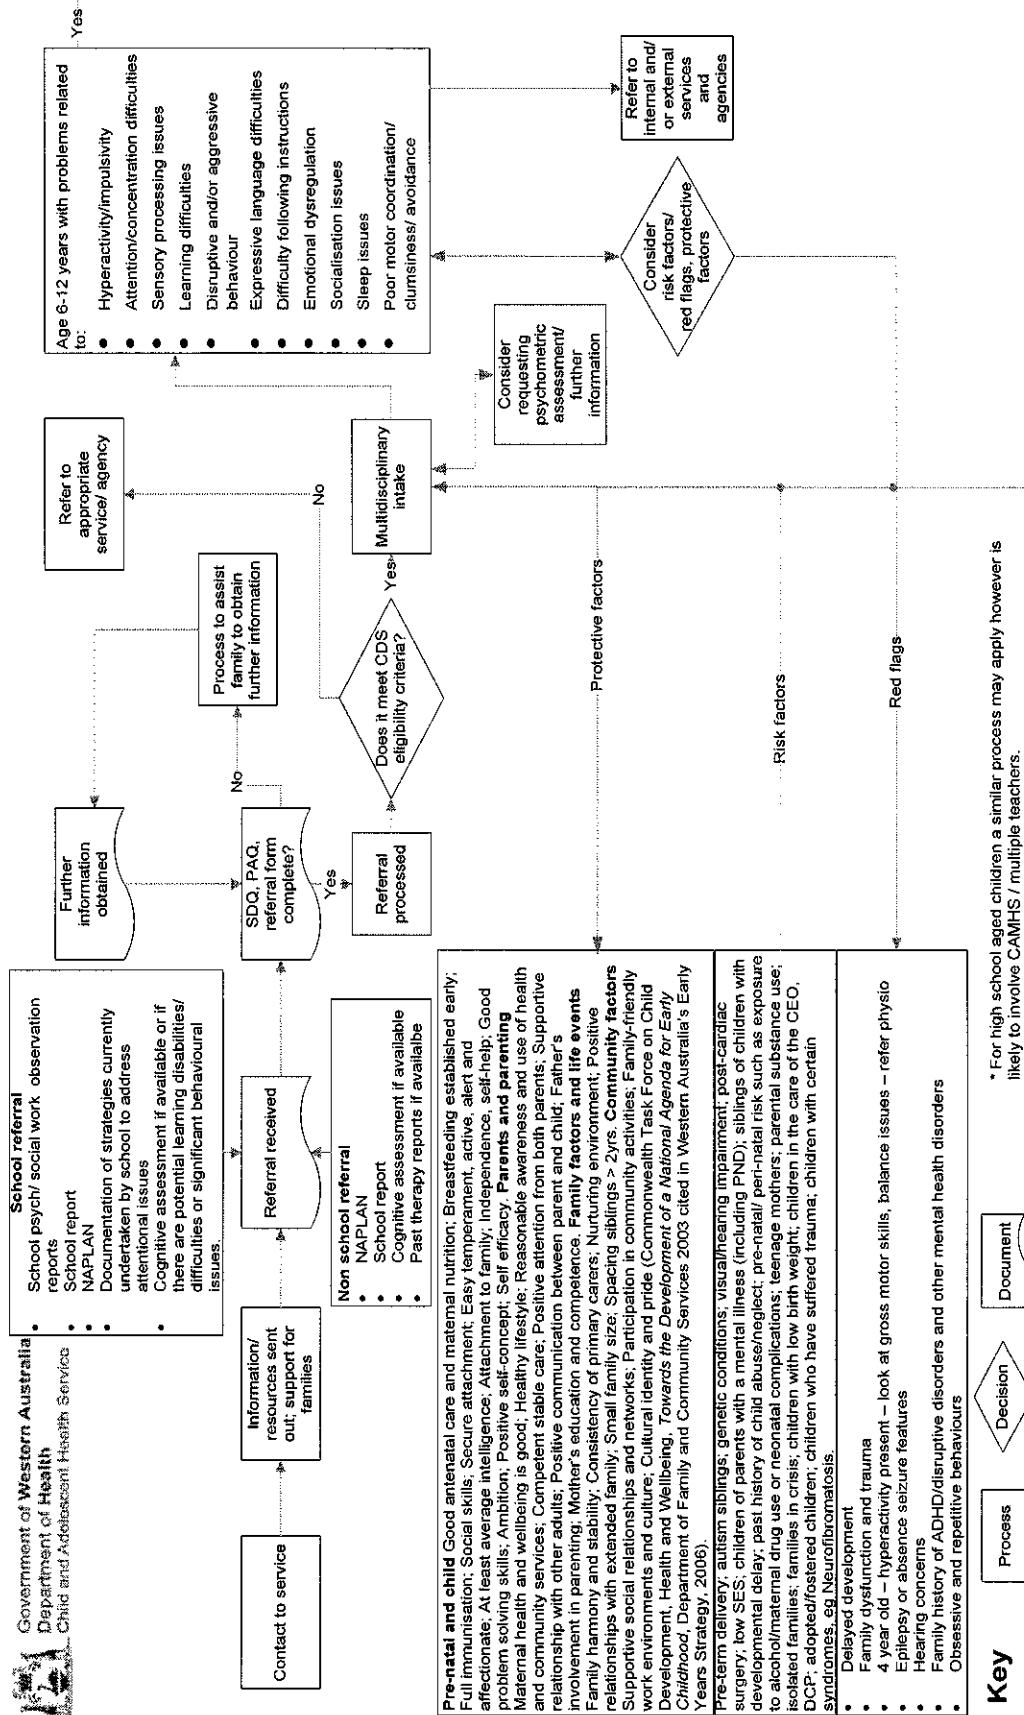 Government of Western Australia
Department of Health
Child and Adolescent Health Service
School referral
• School psych/ social work observation
reports
• School report
• NAPLAN
• Documentation of strategies currently
undertaken by school to address
attentional issues
• Cognitive assessment if available or if
there are potential learning disabilities/
difficulties or significant behavioural
issues.
Contact to service
Information/
resources sent
out; support for
families
Referral received
Non school referral
• NAPLAN
• School report
• Cognitive assessment if available
• Past therapy reports if availalbe
Further
information
obtained
SDQ, PAQ,
referral form
complete?
No
Yes
Process to assist
family to obtain
further information
Referral
processed
Does it meet CDS
eligibility criteria?
No
Yes
Refer to
appropriate
service/ agency
Multidisciplinary
intake
Consider
requesting
psychometric
assessment/
further
information
Age 6-12 years with problems related
to:
• Hyperactivity/impulsivity
• Attention/concentration difficulties
• Sensory processing issues
• Learning difficulties
• Disruptive and/or aggressive
behaviour
• Expressive language difficulties
• Difficulty following instructions
• Emotional dysregulation
• Socialisation issues
• Sleep issues
• Poor motor coordination/
clumsiness/ avoidance
Yes
Consider
risk factors/
red flags, protective
factors
Refer to
internal and/
or external
services
and
agencies
Protective factors
Risk factors
Red flags
Pre-natal and child Good antenatal care and maternal nutrition; Breastfeeding established early;
Full immunisation; Social skills; Secure attachment; Easy temperament, active, alert and
affectionate; At least average intelligence; Attachment to family; Independence, self-help; Good
problem solving skills; Ambition; Positive self-concept; Self efficacy. Parents and parenting
Maternal health and wellbeing is good; Healthy lifestyle; Reasonable awareness and use of health
and community services; Competent stable care; Positive attention from both parents; Supportive
relationship with other adults; Positive communication between parent and child; Father's
involvement in parenting; Mother's education and competence. Family factors and life events
Family harmony and stability; Consistency of primary carers; Nurturing environment; Positive
relationships with extended family; Small family size; Spacing siblings > 2yrs. Community factors
Supportive social relationships and networks; Participation in community activities; Family-friendly
work environments and culture; Cultural identity and pride (Commonwealth Task Force on Child
Development, Health and Wellbeing, Towards the Development of a National Agenda for Early
Childhood, Department of Family and Community Services 2003 cited in Western Australia's Early
Years Strategy, 2006).
Pre-term delivery; autism siblings; genetic conditions; visual/hearing impairment; post-cardiac
surgery; low SES; children of parents with a mental illness (including PND); siblings of children with
developmental delay; past history of child abuse/neglect; pre-natal/ peri-natal risk such as exposure
to alcohol/maternal drug use or neonatal complications; teenage mothers; parental substance use;
isolated families; families in crisis; children with low birth weight; children in the care of the CEO,
DCP; adopted/fostered children; children who have suffered trauma; children with certain
syndromes, eg Neurofibromatosis.
• Delayed development
• Family dysfunction and trauma
• 4 year old – hyperactivity present – look at gross motor skills, balance issues – refer physio
• Epilepsy or absence seizure features
• Hearing concerns
• Family history of ADHD/disruptive disorders and other mental health disorders
• Obsessive and repetitive behaviours
Key
Process
Decision
Document
* For high school aged children a similar process may apply however is
likely to involve CAMHS / multiple teachers.